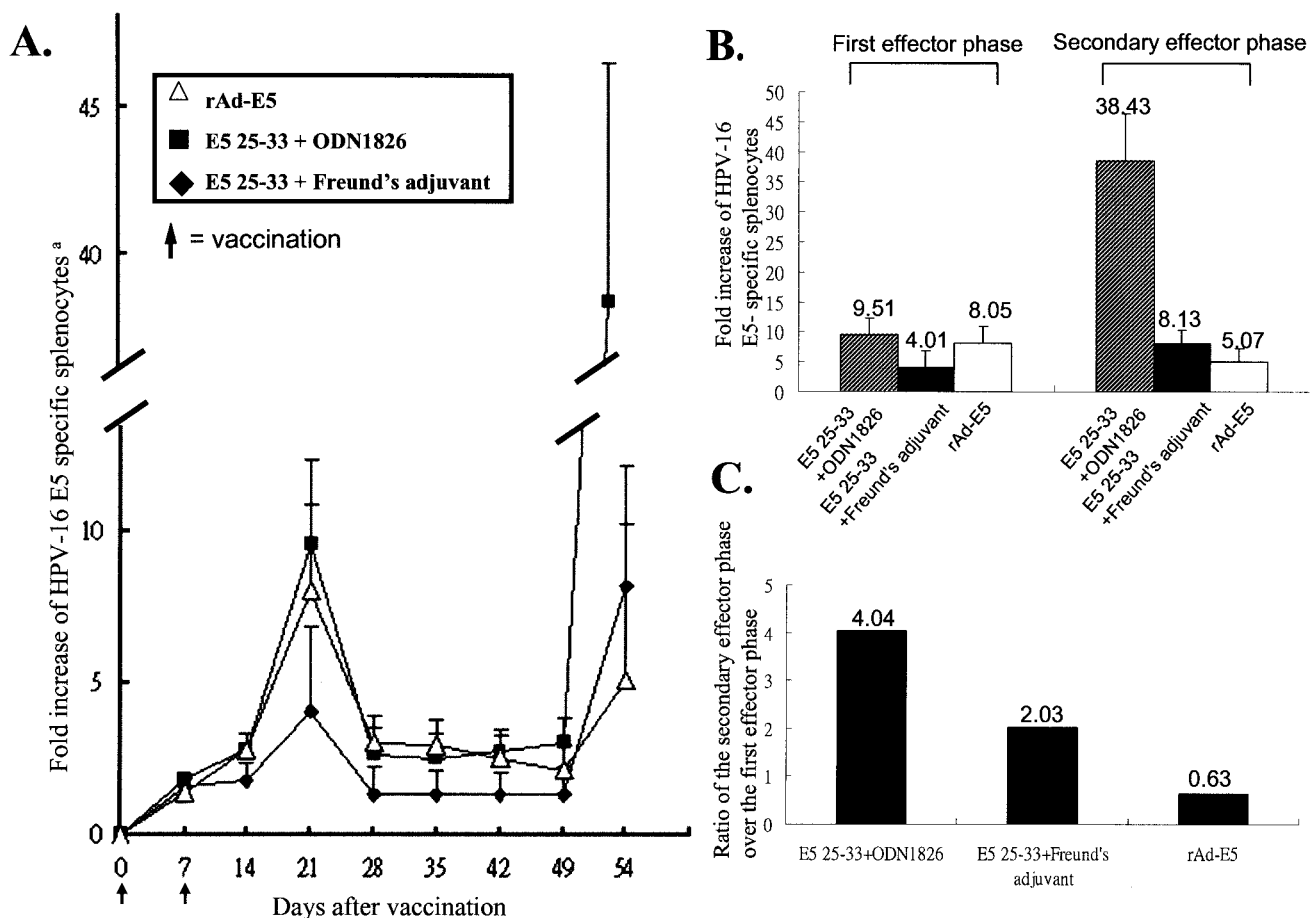 A.
45
40
10
5
0
rAd-E5
E5 25-33 + ODN1826
E5 25-33 + Freund's adjuvant
= vaccination
Fold increase of HPV-16 E5 specific splenocytes a
0 7 14 21 28 35 42 49 54
Days after vaccination
B.
First effector phase
Secondary effector phase
Fold increase of HPV-16
E5- specific splenocytes
50
45
40
35
30
25
20
15
10
5
0
9.51
4.01
8.05
38.43
8.13
5.07
E5 25-33
+ODN1826
E5 25-33
+Freund's adjuvant
rAd-E5
E5 25-33
+ODN1826
E5 25-33
+Freund's adjuvant
rAd-E5
C.
Ratio of the secondary effector phase
over the first effector phase
5
4
3
2
1
0
4.04
2.03
0.63
E5 25-33+ODN1826
E5 25-33+Freund's
adjuvant
rAd-E5